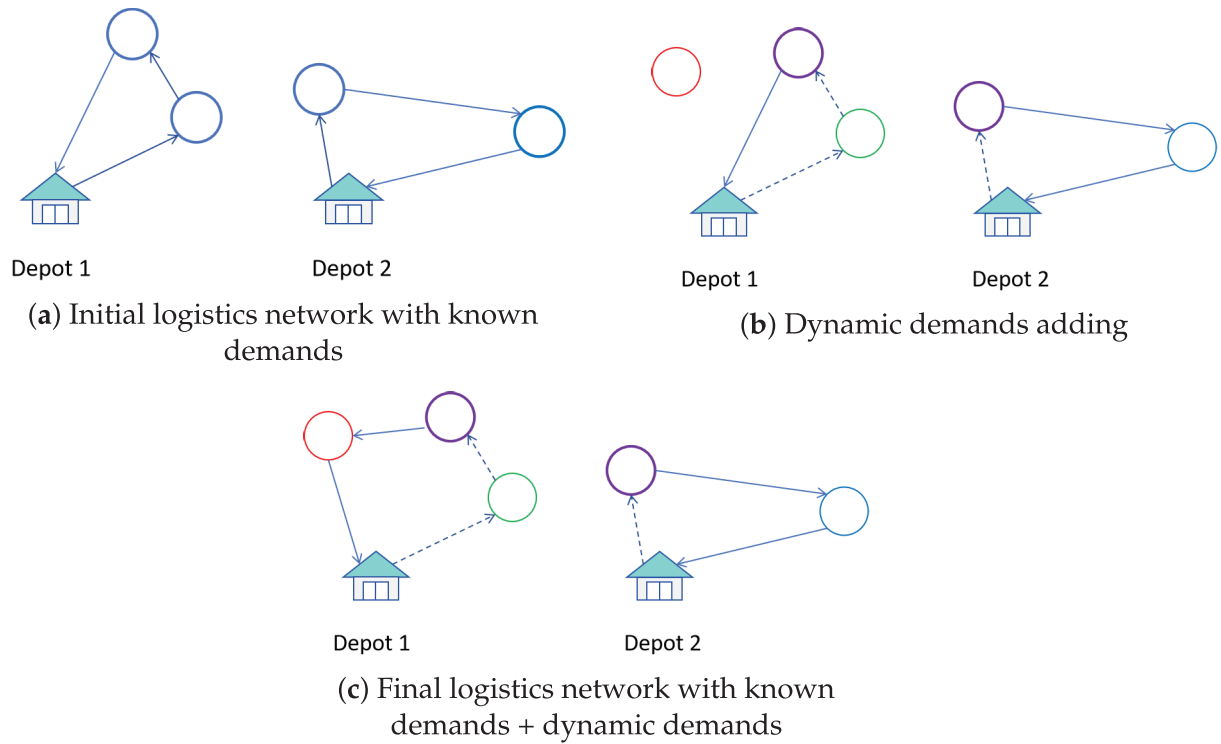 Depot 1
Depot 2
(a) Initial logistics network with known
demands
Depot 1
Depot 2
(b) Dynamic demands adding
Depot 1
Depot 2
(c) Final logistics network with known
demands + dynamic demands